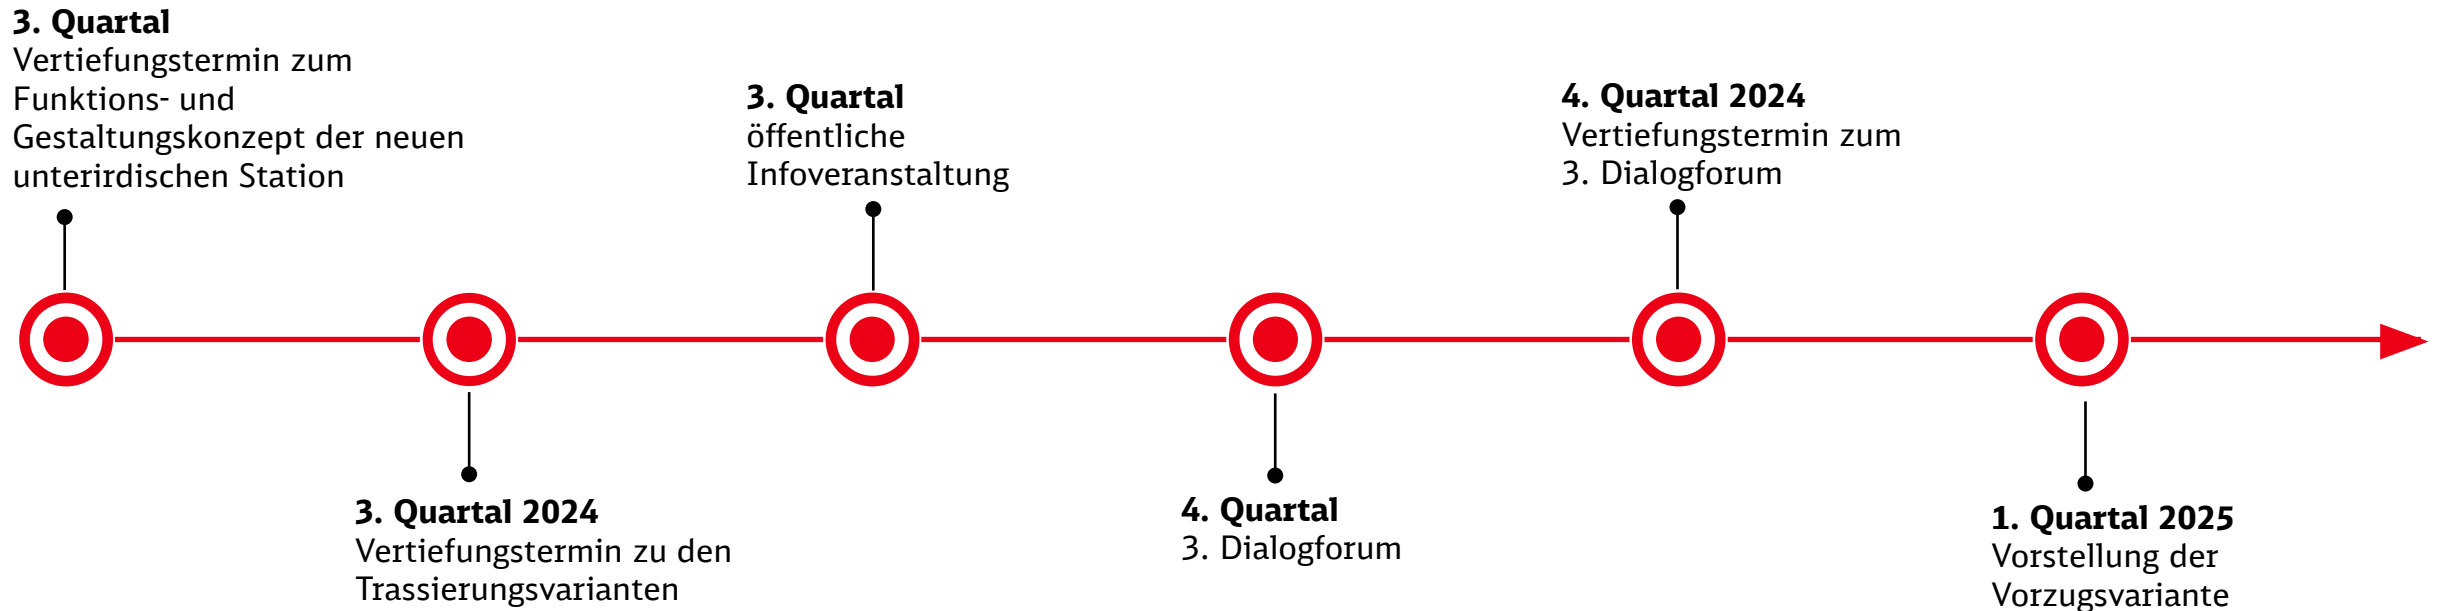 3. Quartal
Vertiefungstermin zum
Funktions- und
Gestaltungskonzept der neuen
unterirdischen Station
3. Quartal 2024
Vertiefungstermin zu den
Trassierungsvarianten
3. Quartal
öffentliche
Infoveranstaltung
4. Quartal
3. Dialogforum
4. Quartal 2024
Vertiefungstermin zum
3. Dialogforum
1. Quartal 2025
Vorstellung der
Vorzugsvariante